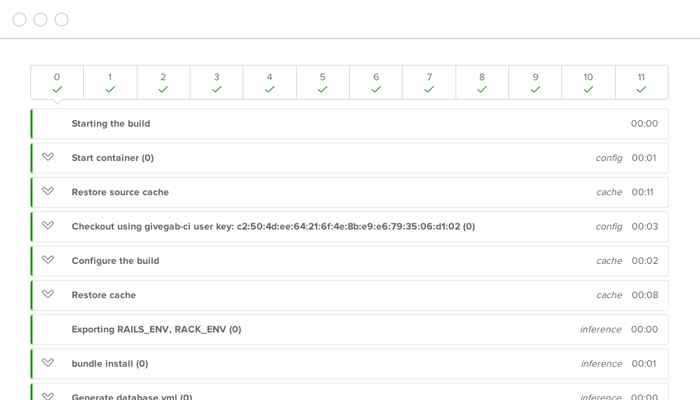 0 1 2 3 4 5 6 7 8 9 10 11
Starting the build 00:00
Start container (0) config 00:01
Restore source cache cache 00:11
Checkout using givegab-ci user key: c2:50:4d:ee:64:21:6f:4e:8b:e9:e6:79:35:06:d1:02 (0) config 00:03
Configure the build cache 00:02
Restore cache cache 00:08
Exporting RAILS_ENV, RACK_ENV (0) inference 00:00
bundle install (0) inference 00:01
Generate database.yml (0) inference 00:00